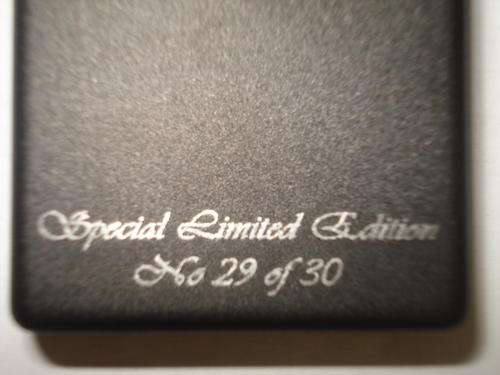 Special Limited Edition
No 29 of 30